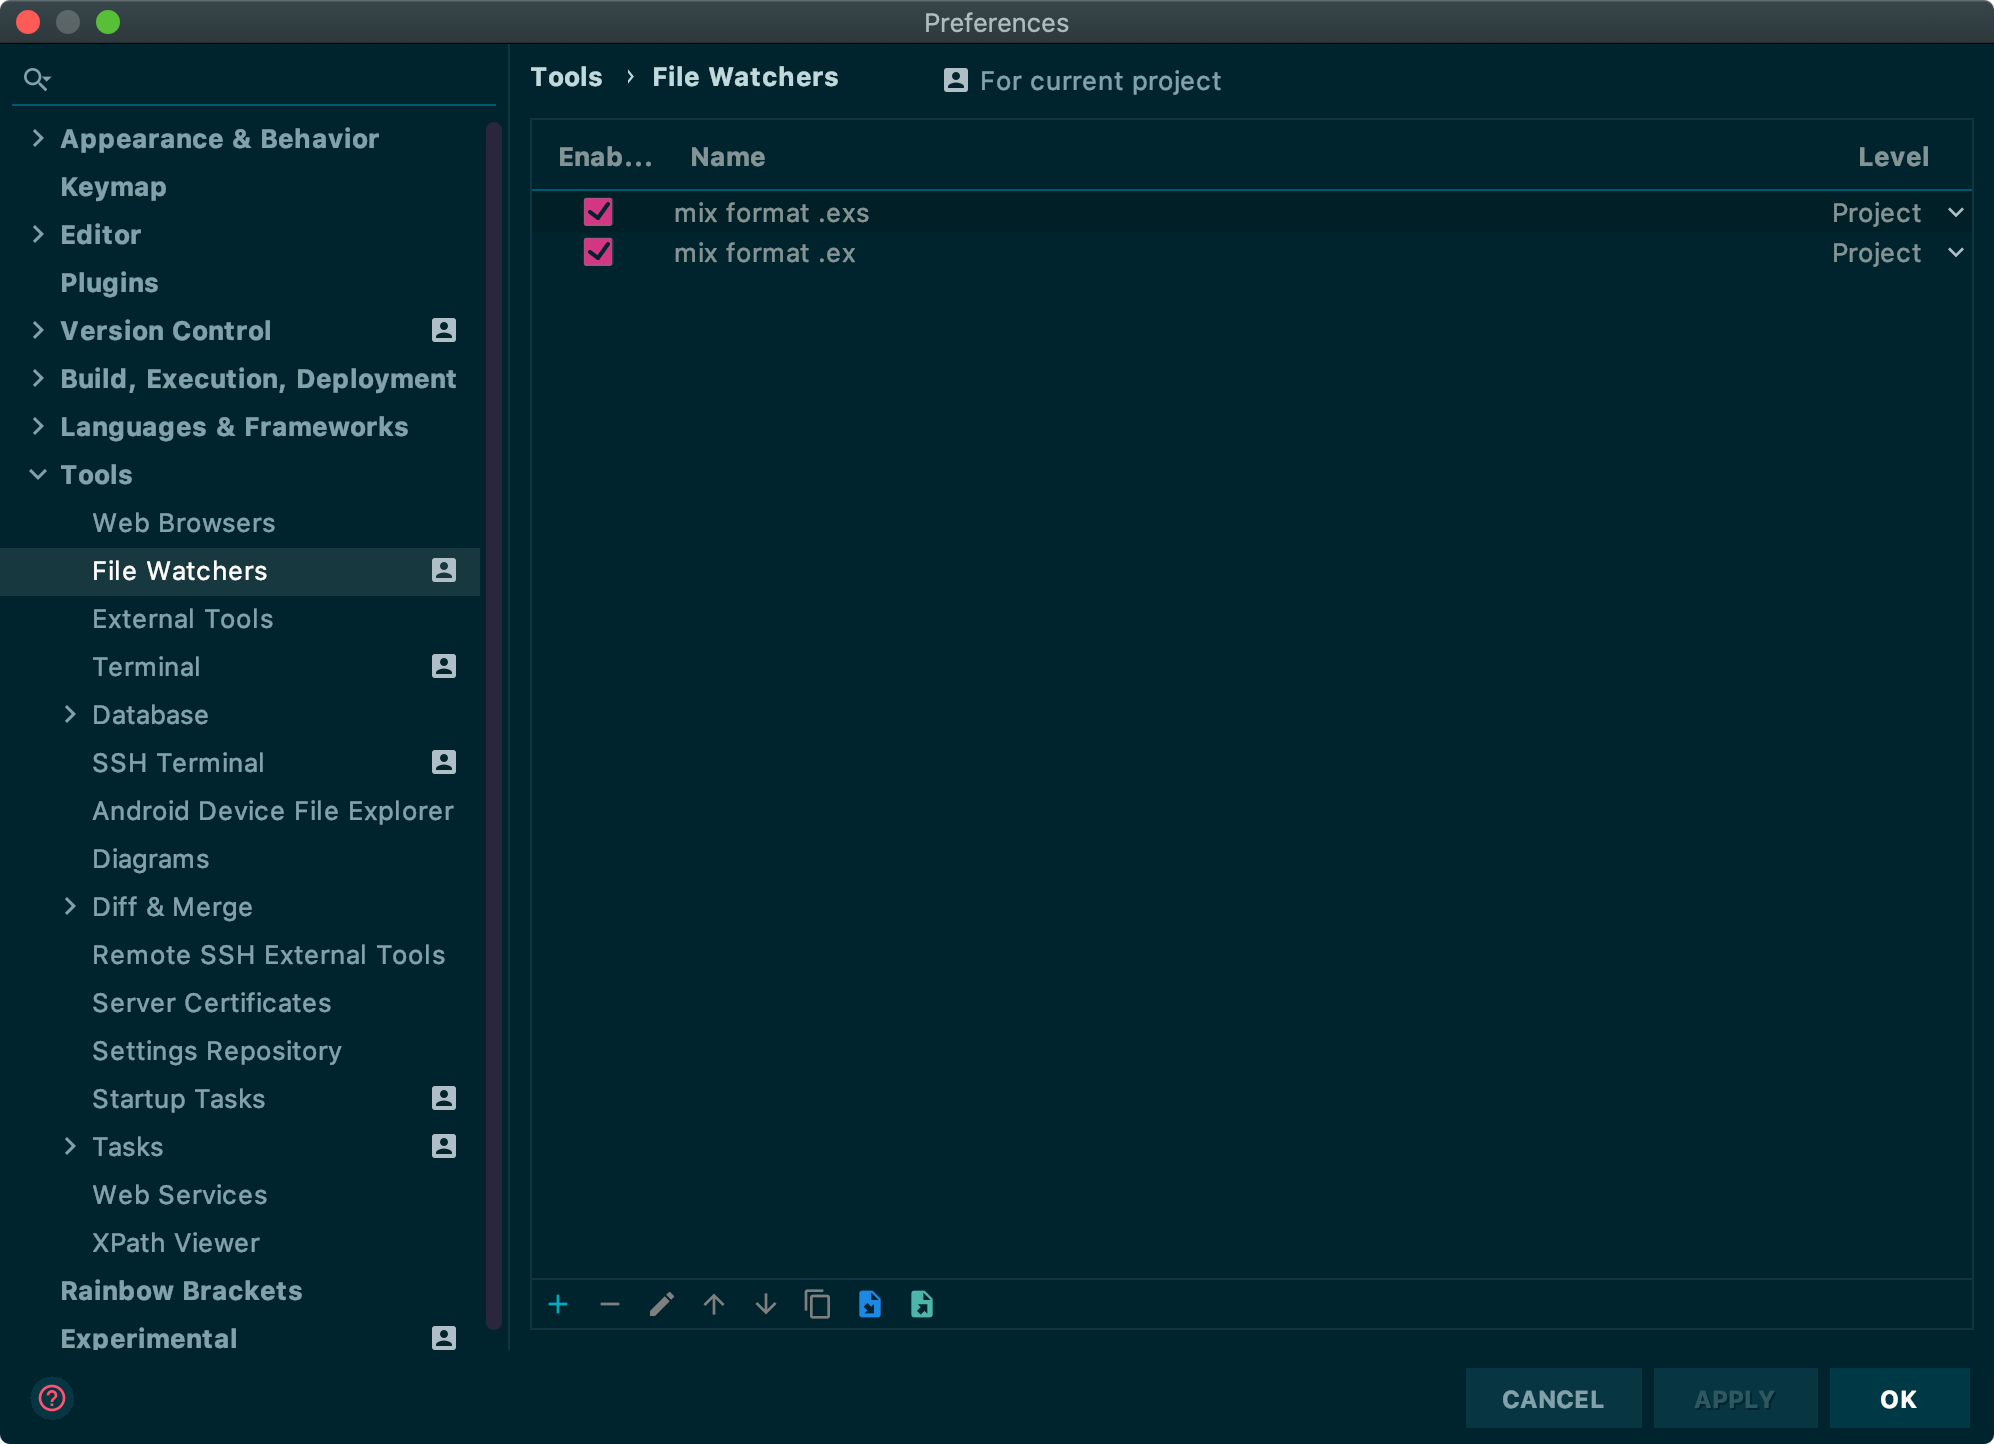 Preferences
Appearance & Behavior
Keymap
Editor
Plugins
Version Control
Build, Execution, Deployment
Languages & Frameworks
Tools
Web Browsers
File Watchers
External Tools
Terminal
Database
SSH Terminal
Android Device File Explorer
Diagrams
Diff & Merge
Remote SSH External Tools
Server Certificates
Settings Repository
Startup Tasks
Tasks
Web Services
XPath Viewer
Rainbow Brackets
Experimental
Tools › File Watchers For current project
Enab... Name Level
mix format .exs Project
mix format .ex Project
?
CANCEL APPLY OK